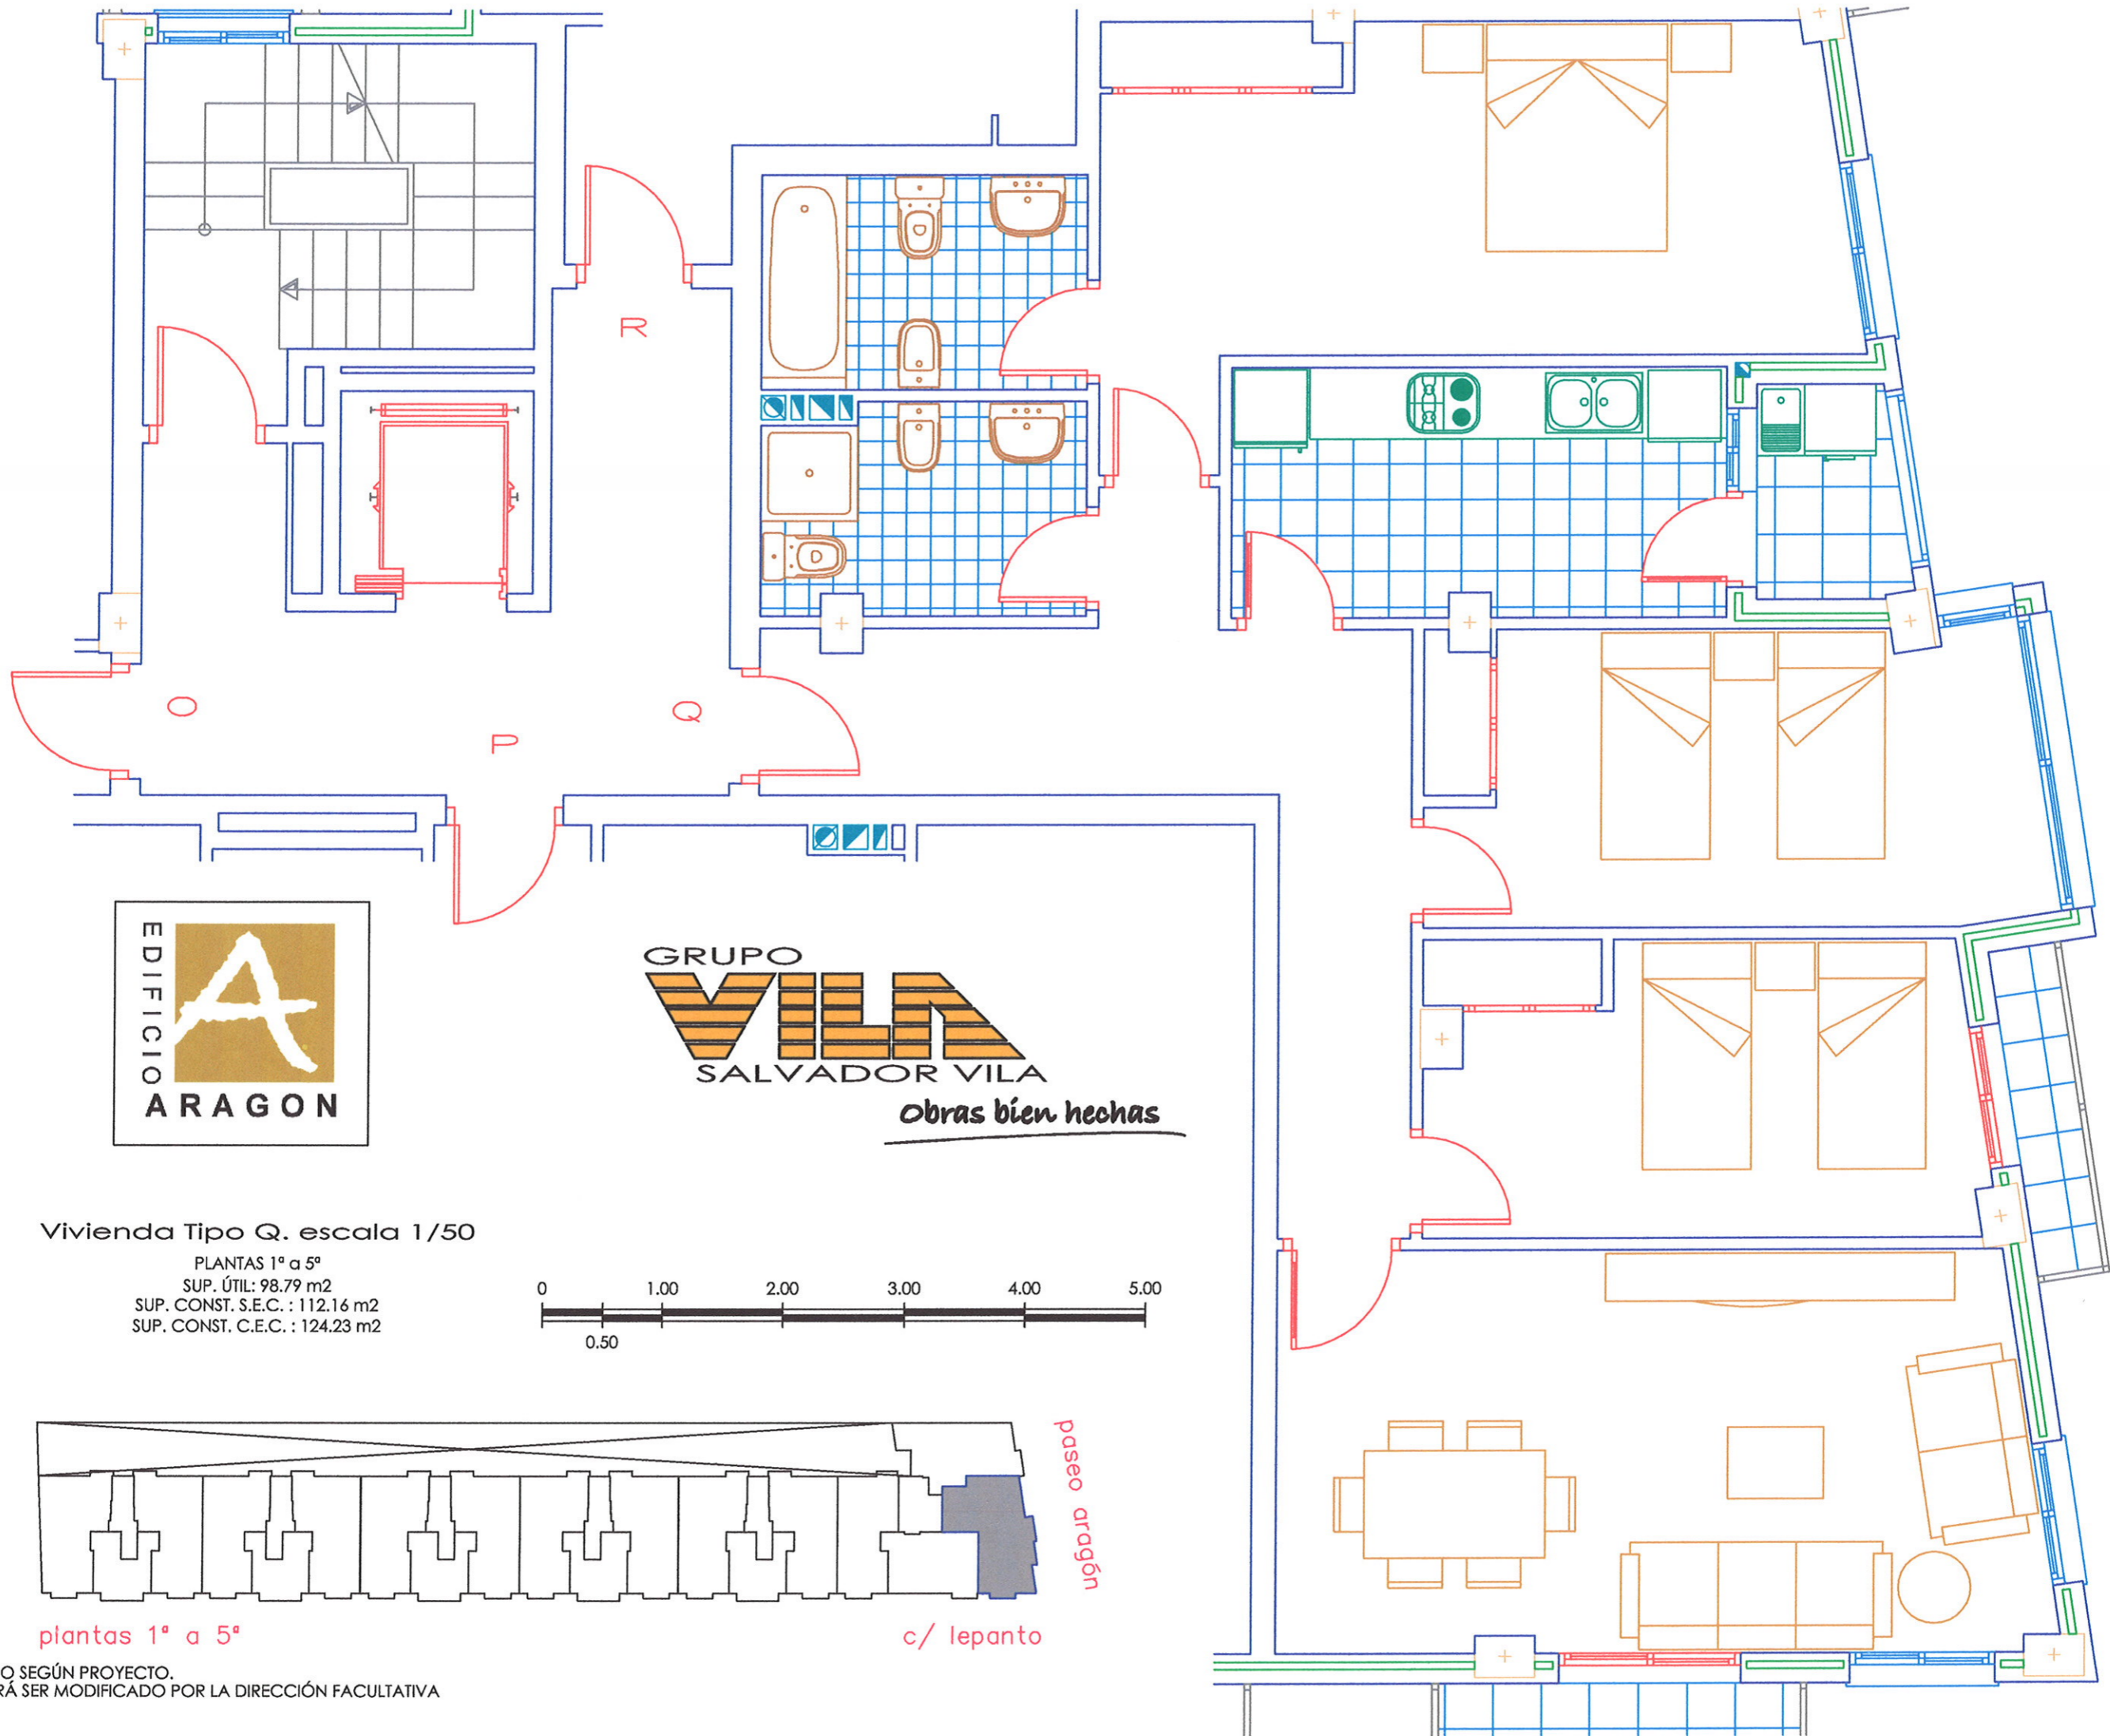 R
O
P
Q
EDIFICIO
ARAGON
GRUPO
VILA
SALVADOR VILA
Obras bien hechas
Vivienda Tipo Q. escala 1/50
PLANTAS 1ª a 5ª
SUP. ÚTIL: 98.79 m2
SUP. CONST. S.E.C. : 112.16 m2
SUP. CONST. C.E.C. : 124.23 m2
0 1.00 2.00 3.00 4.00 5.00
0.50
paseo aragón
plantas 1ª a 5ª
c/ lepanto
O SEGÚN PROYECTO.
RÁ SER MODIFICADO POR LA DIRECCIÓN FACULTATIVA